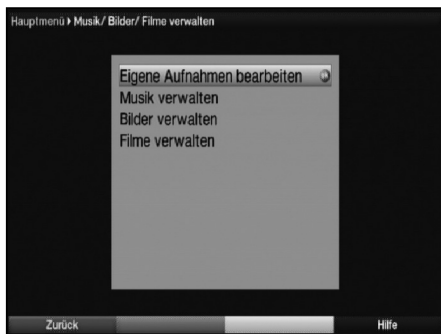 Hauptmenü › Musik/ Bilder/ Filme verwalten
Eigene Aufnahmen bearbeiten
Musik verwalten
Bilder verwalten
Filme verwalten
Zurück Hilfe